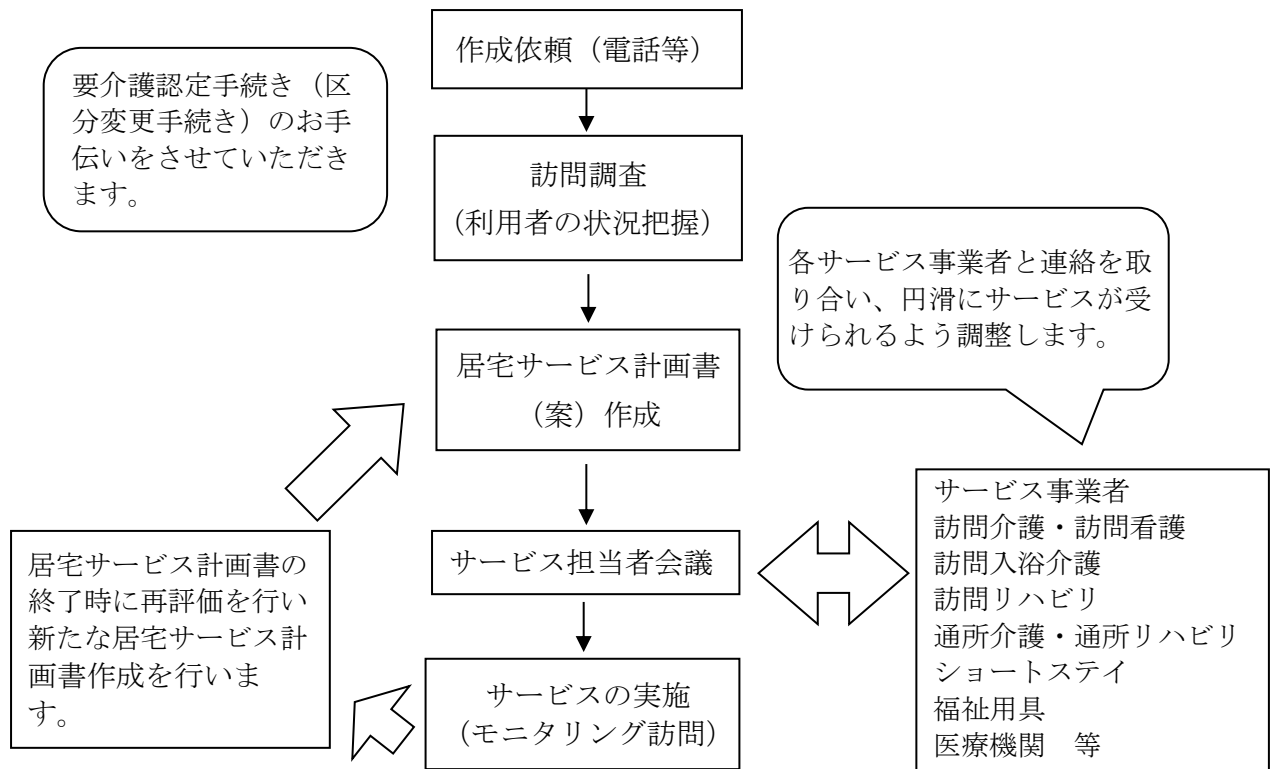 作成依頼（電話等）
要介護認定手続き（区
分変更手続き）のお手
伝いをさせていただき
ます。
訪問調査
（利用者の状況把握）
各サービス事業者と連絡を取
り合い、円滑にサービスが受
けられるよう調整します。
居宅サービス計画書
（案）作成
サービス担当者会議
サービス事業者
訪問介護・訪問看護
訪問入浴介護
訪問リハビリ
通所介護・通所リハビリ
ショートステイ
福祉用具
医療機関　等
居宅サービス計画書の
終了時に再評価を行い
新たな居宅サービス計
画書作成を行いま
す。
サービスの実施
（モニタリング訪問）